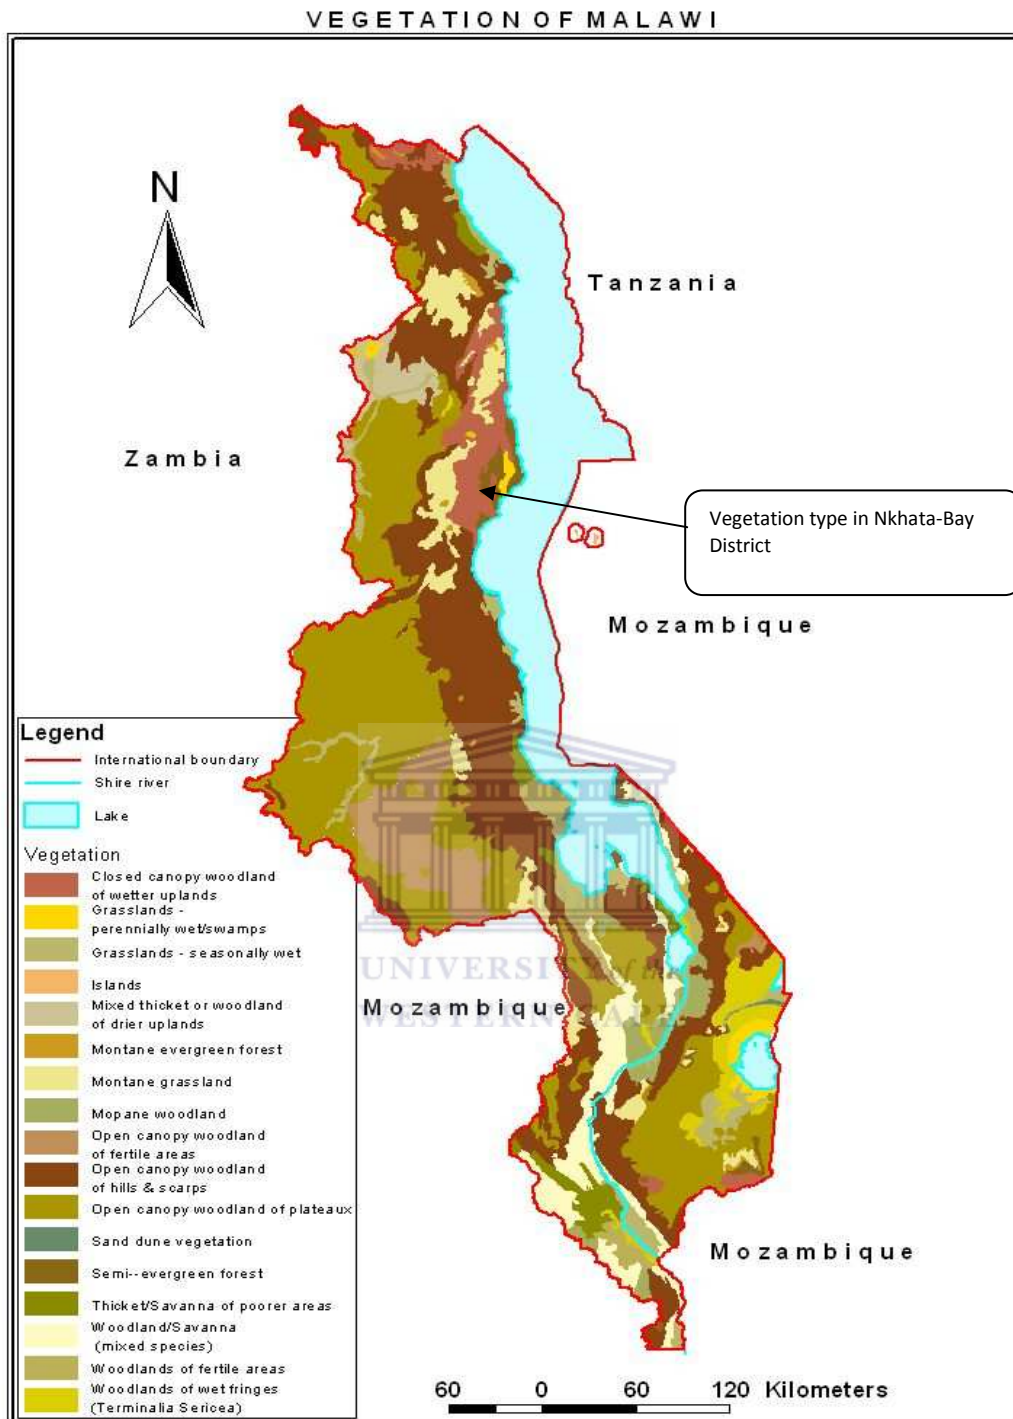 VEGETATION OF MALAWI
N
Tanzania
Zambia
Vegetation type in Nkhata-Bay
District
Mozambique
Legend
International boundary
Shire river
Lake
Vegetation
Closed canopy woodland
of wetter uplands
Grasslands -
perennially wet/swamps
Grasslands - seasonally wet
Islands
Mixed thicket or woodland
of drier uplands
Montane evergreen forest
Montane grassland
Mopane woodland
Open canopy woodland
of fertile areas
Open canopy woodland
of hills & scarps
Open canopy woodland of plateaux
Sand dune vegetation
Semi--evergreen forest
Thicket/Savanna of poorer areas
Woodland/Savanna
(mixed species)
Woodlands of fertile areas
Woodlands of wet fringes
(Terminalia Sericea)
UNIVERSITY of the
WESTERN CAPE
Mozambique
Mozambique
60 0 60 120 Kilometers